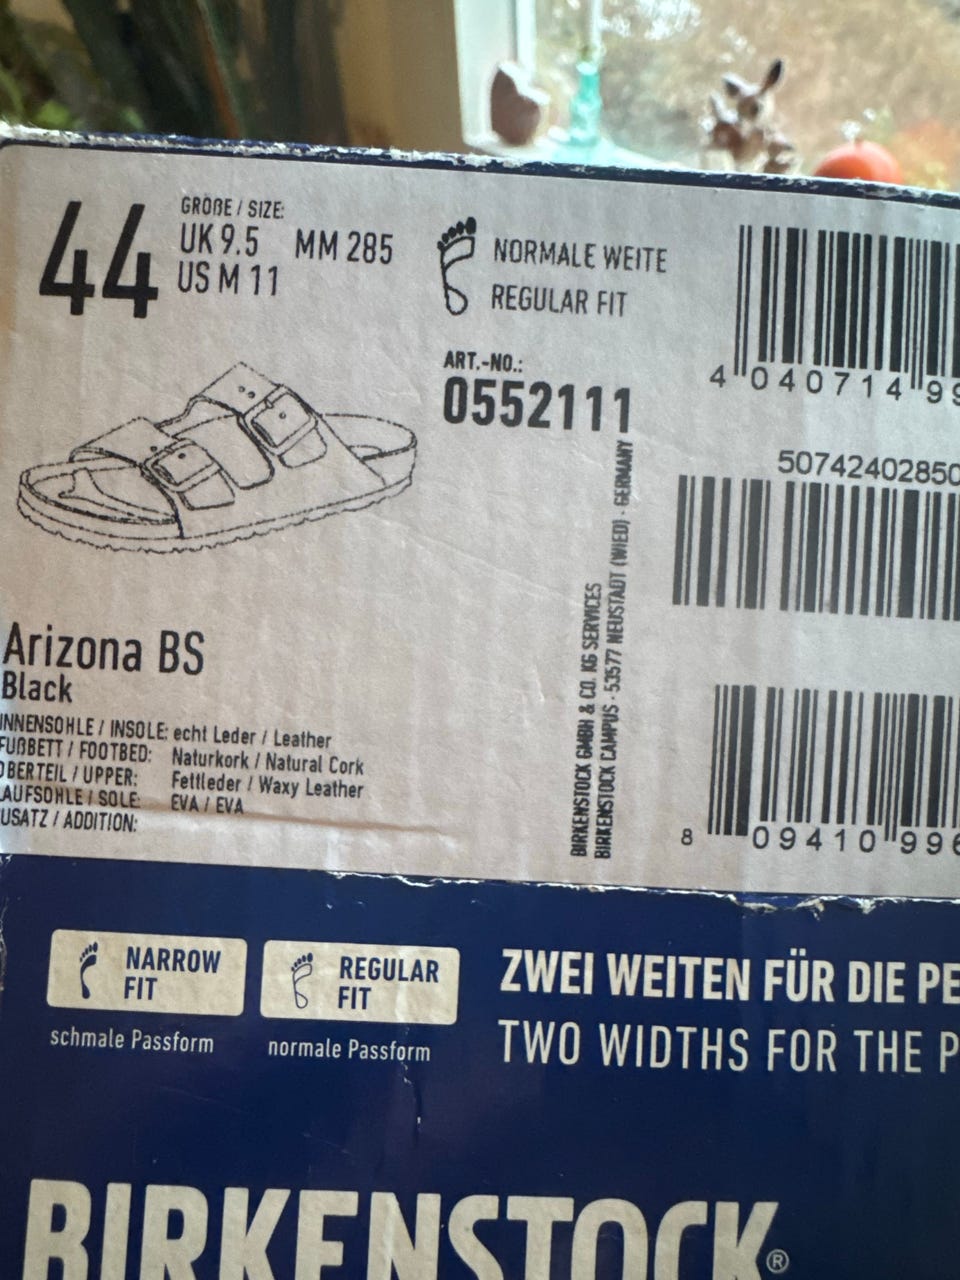 44
GRÖßE / SIZE:
UK 9.5 MM 285
US M 11
NORMALE WEITE
REGULAR FIT
ART.-NO.:
0552111
4 040714 99
50742402850
BIRKENSTOCK GMBH & CO. KG SERVICES
BIRKENSTOCK CAMPUS · 53577 NEUSTADT (WIED) · GERMANY
Arizona BS
Black
INNENSOHLE / INSOLE: echt Leder / Leather
FUßBETT / FOOTBED: Naturkork / Natural Cork
OBERTEIL / UPPER: Fettleder / Waxy Leather
LAUFSOHLE / SOLE: EVA / EVA
USATZ / ADDITION:
8 09410 996
NARROW
FIT
schmale Passform
REGULAR
FIT
normale Passform
ZWEI WEITEN FÜR DIE PE
TWO WIDTHS FOR THE P
BIRKENSTOCK®